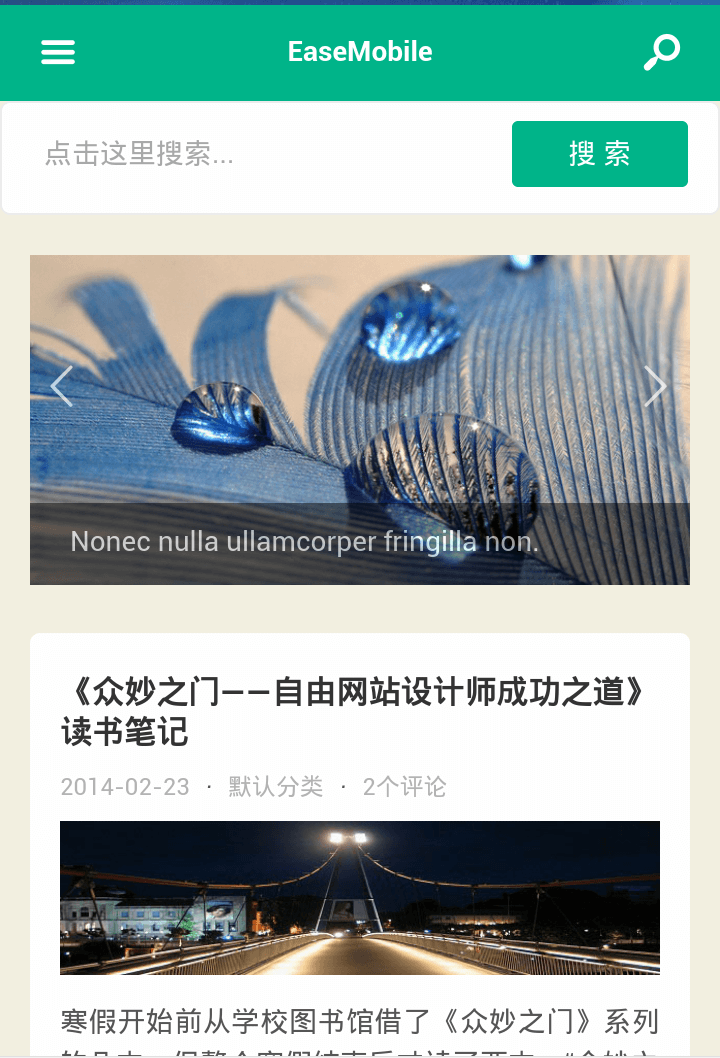 EaseMobile
点击这里搜索...
搜 索
Nonec nulla ullamcorper fringilla non.
《众妙之门——自由网站设计师成功之道》
读书笔记
2014-02-23 · 默认分类 · 2个评论
寒假开始前从学校图书馆借了《众妙之门》系列